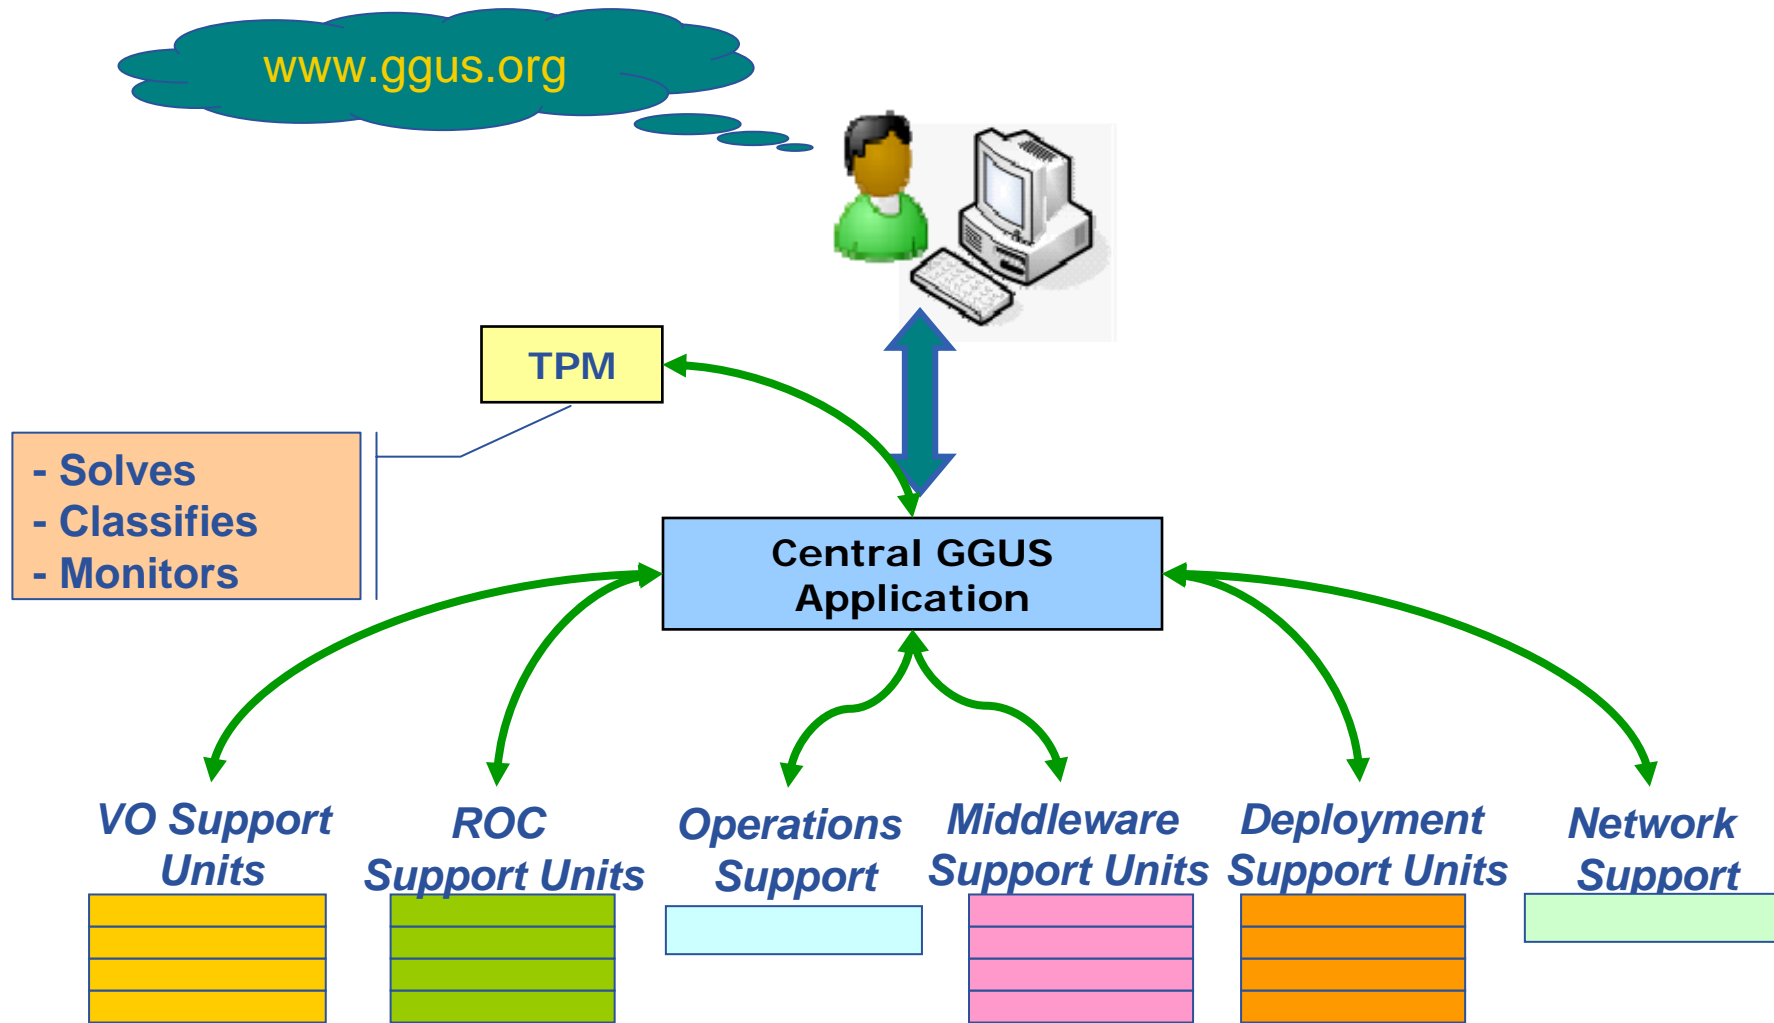 www.ggus.org
TPM
- Solves
- Classifies
- Monitors
Central GGUS
Application
VO Support
Units
ROC
Support Units
Operations
Support
Middleware
Support Units
Deployment
Support Units
Network
Support